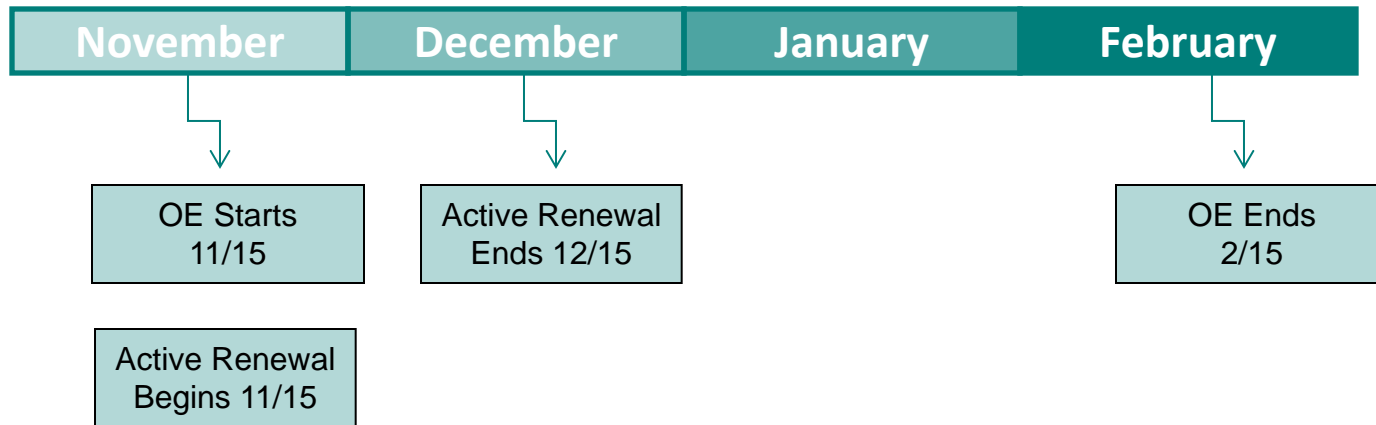 November December January February
OE Starts
11/15
Active Renewal
Ends 12/15
OE Ends
2/15
Active Renewal
Begins 11/15